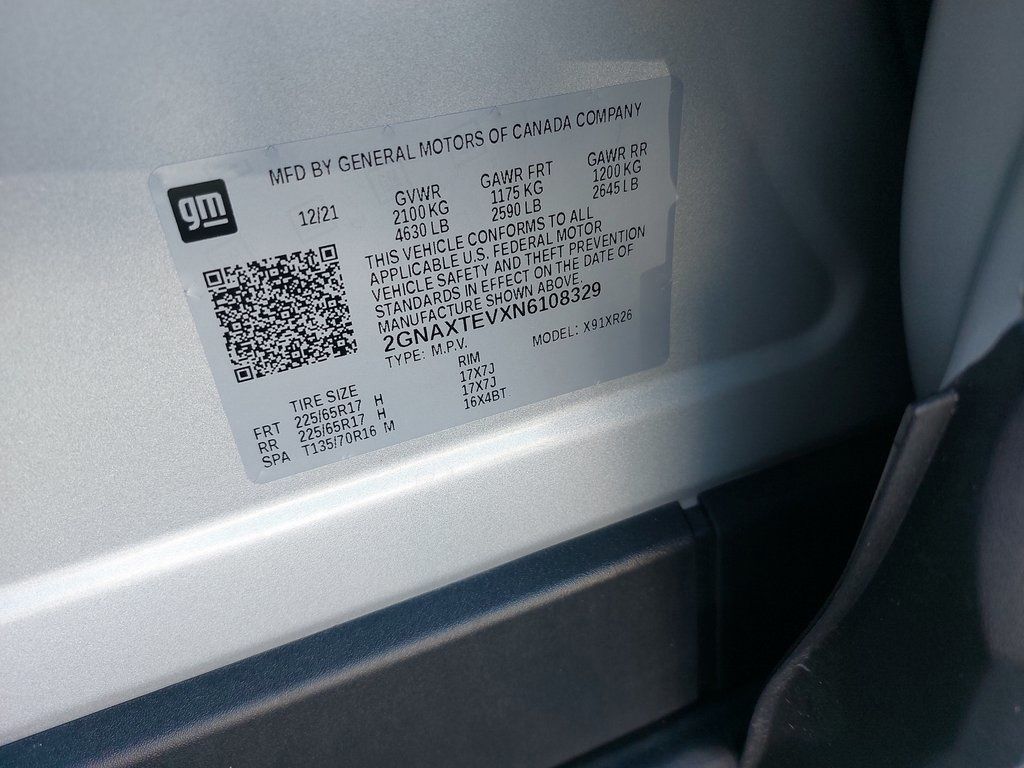 MFD BY GENERAL MOTORS OF CANADA COMPANY
gm
12/21
GVWR
2100 KG
4630 LB
GAWR FRT
1175 KG
2590 LB
GAWR RR
1200 KG
2645 LB
THIS VEHICLE CONFORMS TO ALL
APPLICABLE U.S. FEDERAL MOTOR
VEHICLE SAFETY AND THEFT PREVENTION
STANDARDS IN EFFECT ON THE DATE OF
MANUFACTURE SHOWN ABOVE
2GNAXTEVXN6108329
TYPE: M.P.V. MODEL: X91XR26
TIRE SIZE RIM
FRT 225/65R17 H 17X7J
RR 225/65R17 H 17X7J
SPA T135/70R16 M 16X4BT